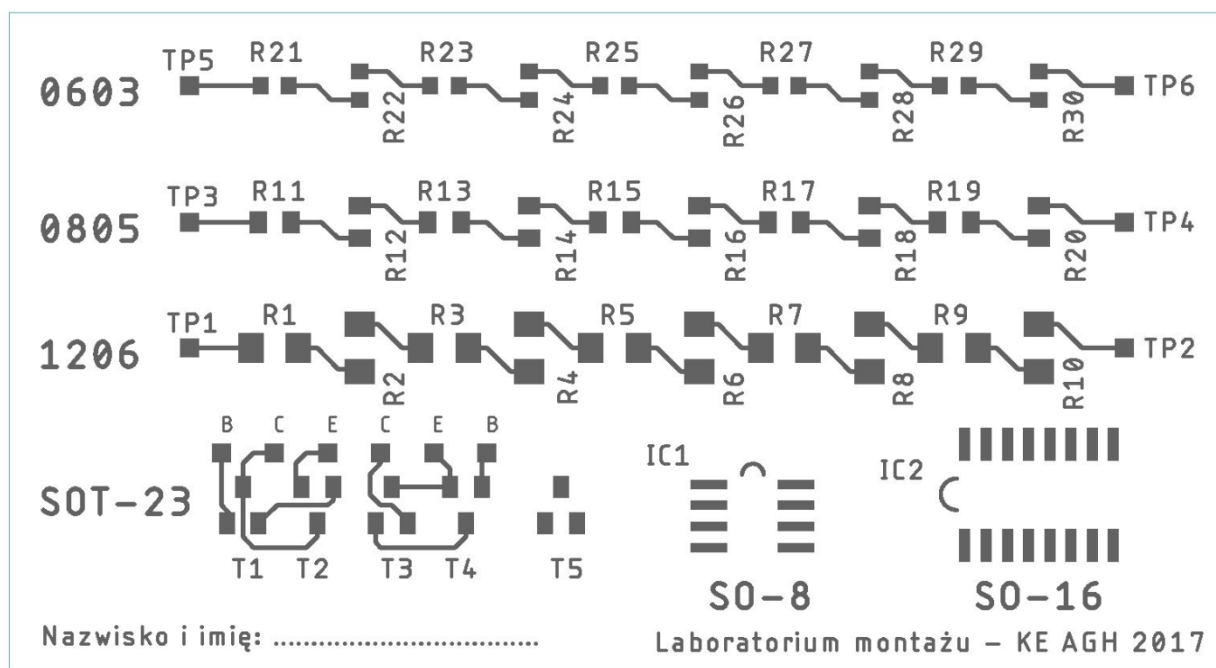 TP5 R21 R23 R25 R27 R29
0603 TP6
R22 R24 R26 R28 R30
TP3 R11 R13 R15 R17 R19
0805 TP4
R12 R14 R16 R18 R20
TP1 R1 R3 R5 R7 R9
1206 TP2
R2 R4 R6 R8 R10
B C E C E B
IC1 IC2
SOT-23
T1 T2 T3 T4 T5
SO-8 SO-16
Nazwisko i imię: ..................................
Laboratorium montażu – KE AGH 2017